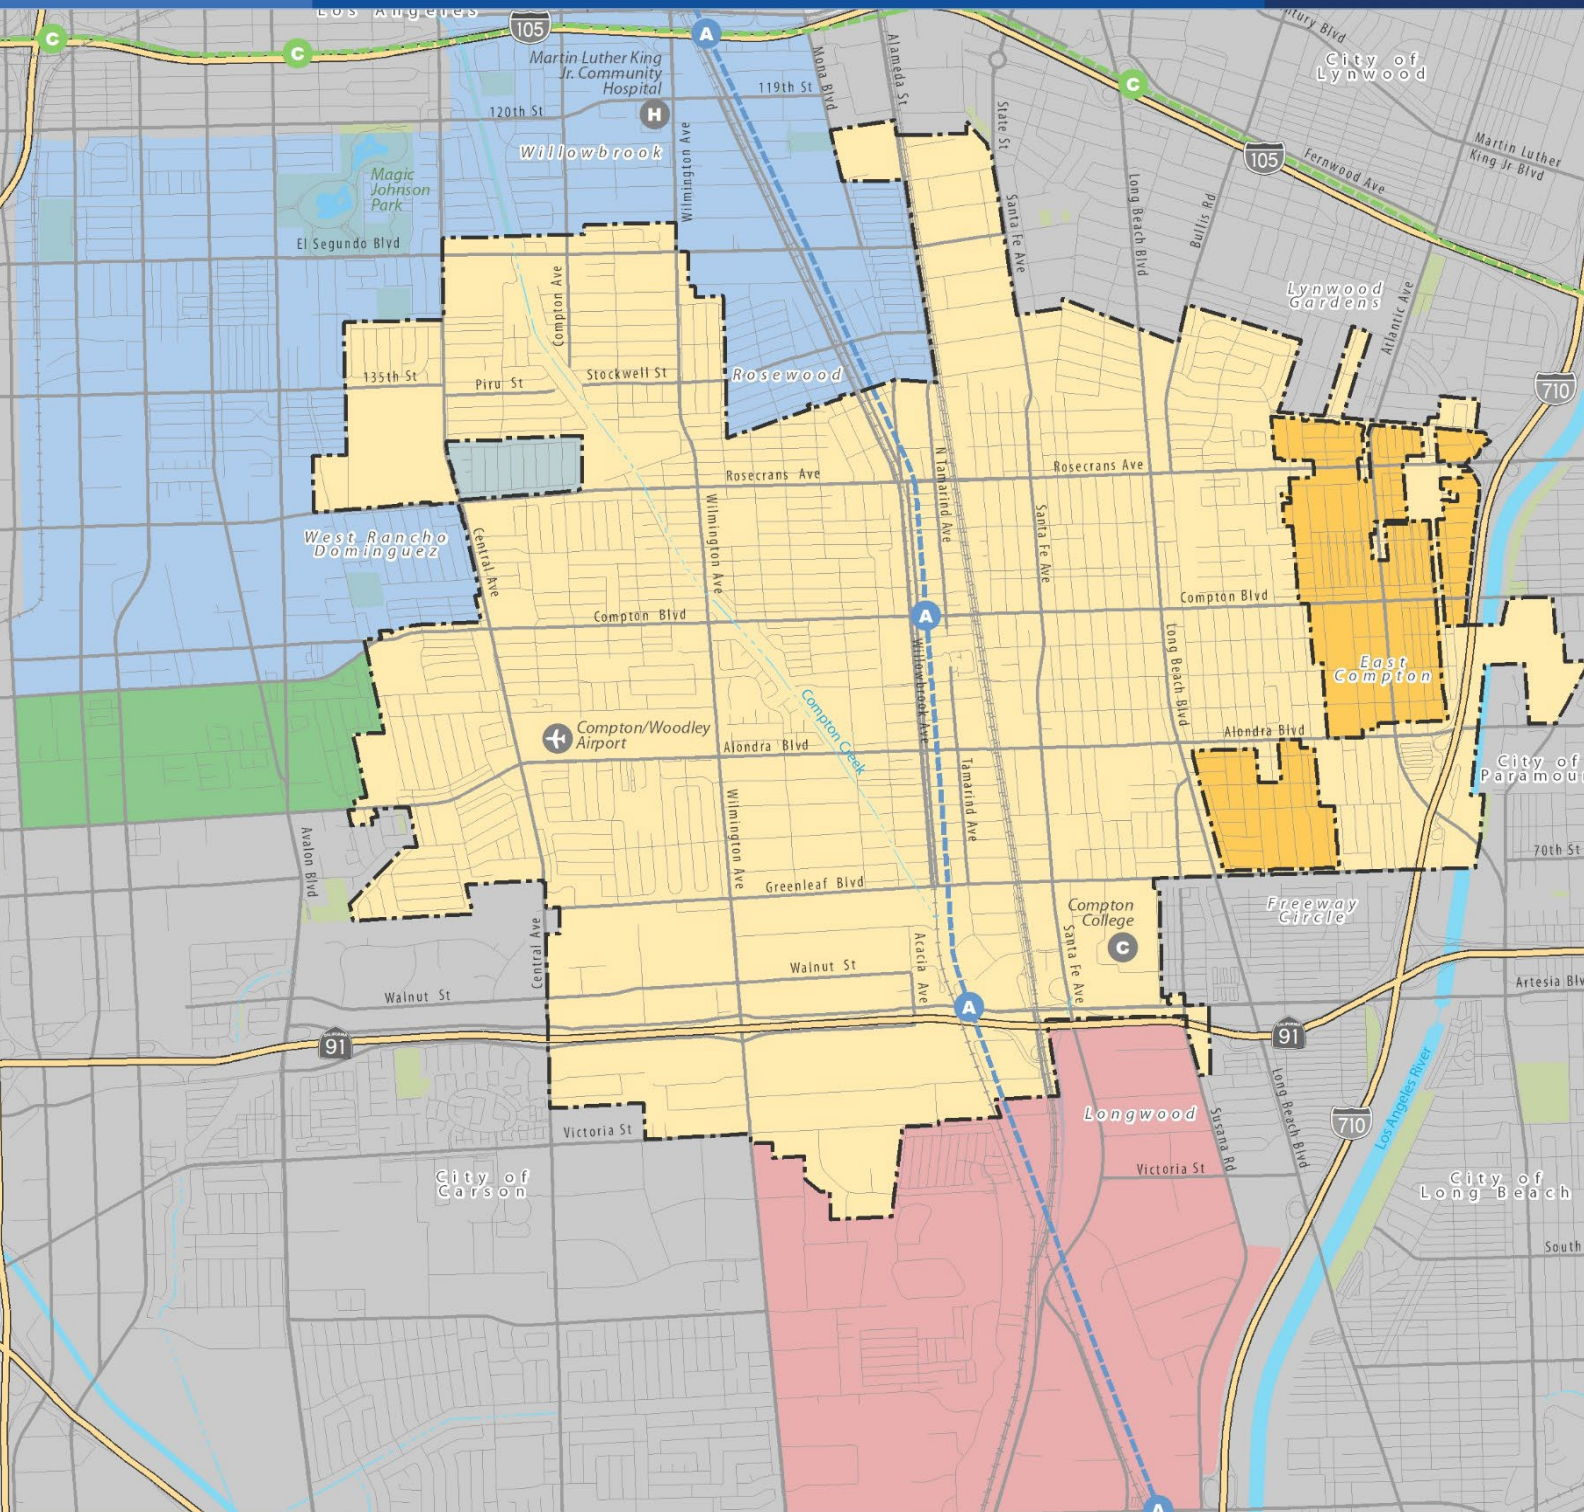 Los Angeles
105
A
C
C
Martin Luther King
Jr. Community
Hospital
H
119th St
120th St
Mona Blvd
Alameda St
State St
C
City of
Lynwood
105
Fernwood Ave
Martin Luther
King Jr Blvd
Willowbrook
Wilmington Ave
Magic
Johnson
Park
El Segundo Blvd
Santa Fe Ave
Long Beach Blvd
Bullis Rd
Lynwood
Gardens
Atlantic Ave
710
Compton Ave
135th St
Piru St
Stockwell St
Rosewood
Rosecrans Ave
Rosecrans Ave
N Tamarind Ave
West Rancho
Dominguez
Central Ave
Wilmington Ave
Santa Fe Ave
Compton Blvd
Compton Blvd
A
Willowbrook Ave
Long Beach Blvd
East
Compton
Compton Creek
Compton/Woodley
Airport
Alondra Blvd
Alondra Blvd
City of
Paramou
Tamarind Ave
Wilmington Ave
Avalon Blvd
70th St
Greenleaf Blvd
Compton
College
C
Freeway
Circle
Central Ave
Acacia Ave
Santa Fe Ave
Walnut St
Walnut St
Artesia Blv
A
91
91
Long Beach Blvd
Los Angeles River
710
Longwood
Susana Rd
Victoria St
Victoria St
City of
Carson
City of
Long Beach
South
A